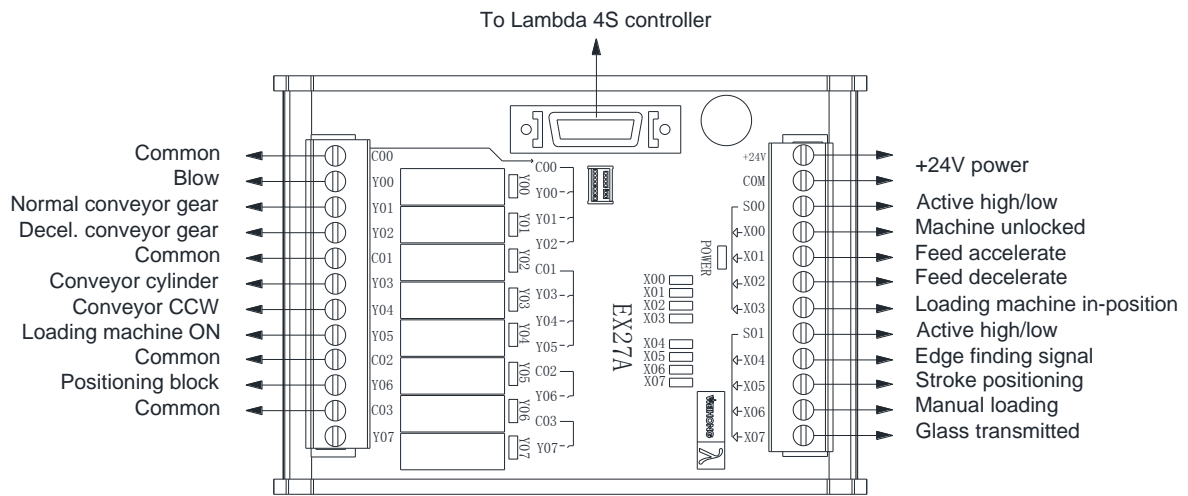 To Lambda 4S controller
Common
Blow
Normal conveyor gear
Decel. conveyor gear
Common
Conveyor cylinder
Conveyor CCW
Loading machine ON
Common
Positioning block
Common
C00
Y00
Y01
Y02
C01
Y03
Y04
Y05
C02
Y06
C03
Y07
Y00
Y01
Y02
Y03
Y04
Y05
Y06
Y07
C00
Y00
Y01
Y02
C01
Y03
Y04
Y05
C02
Y06
C03
Y07
EX27A
X00
X01
X02
X03
X04
X05
X06
X07
POWER
WEIHONG
λ
+24V
COM
S00
X00
X01
X02
X03
S01
X04
X05
X06
X07
+24V power
Active high/low
Machine unlocked
Feed accelerate
Feed decelerate
Loading machine in-position
Active high/low
Edge finding signal
Stroke positioning
Manual loading
Glass transmitted